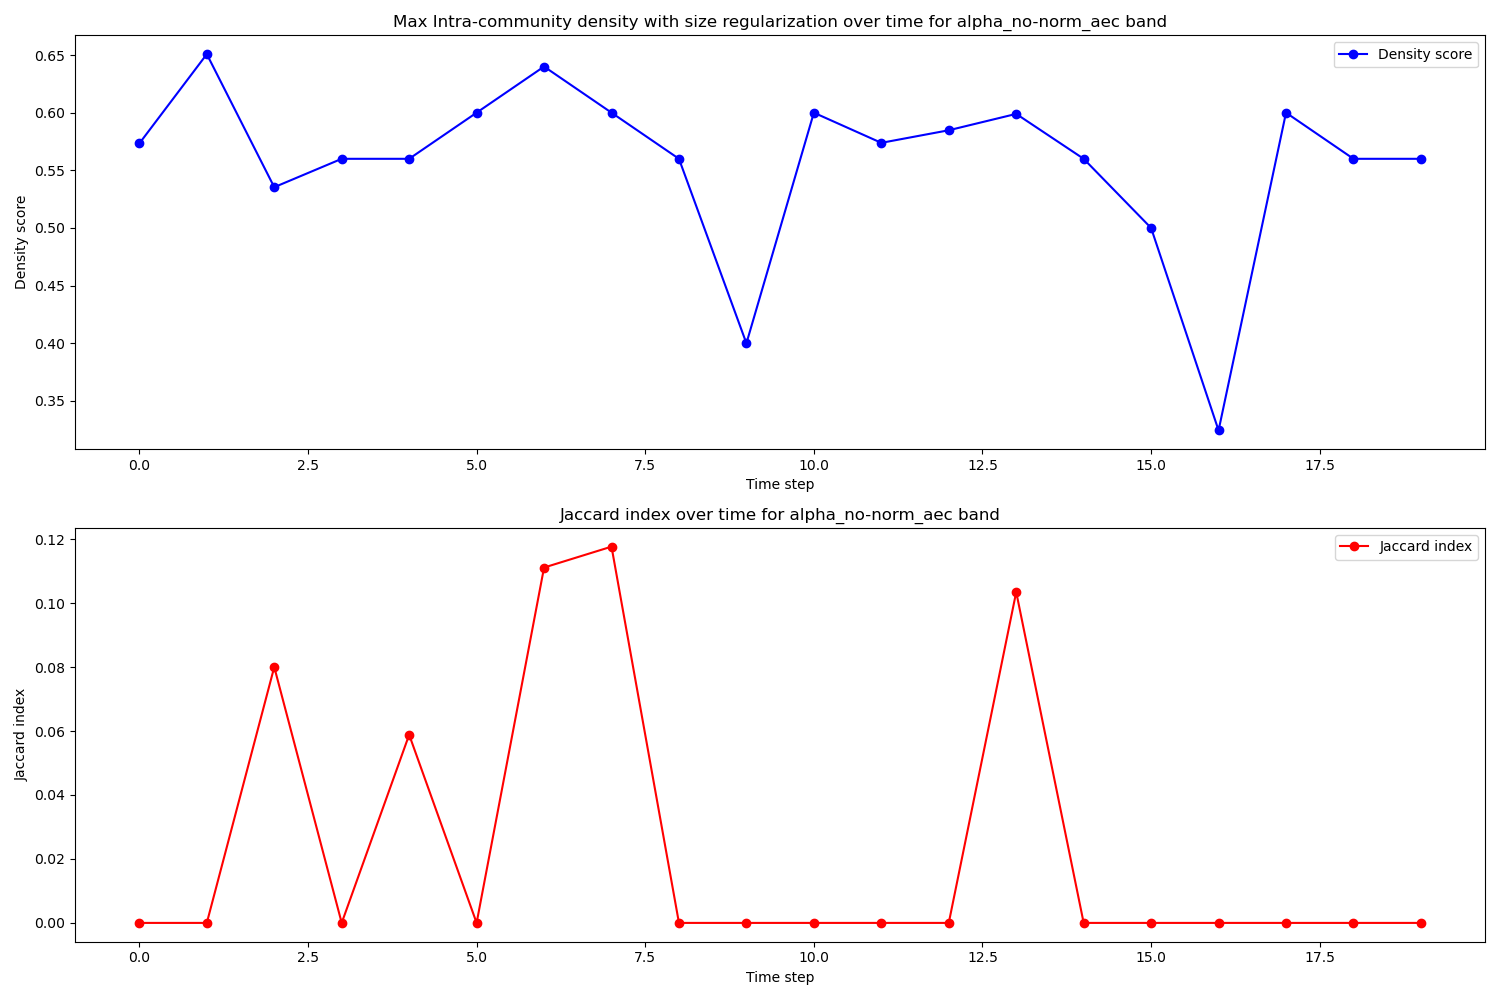 Max Intra-community density with size regularization over time for alpha_no-norm_aec band
Density score
0.65
0.60
0.55
0.50
0.45
0.40
0.35
Density score
0.0 2.5 5.0 7.5 10.0 12.5 15.0 17.5
Time step
Jaccard index over time for alpha_no-norm_aec band
Jaccard index
0.12
0.10
0.08
0.06
0.04
0.02
0.00
Jaccard index
0.0 2.5 5.0 7.5 10.0 12.5 15.0 17.5
Time step